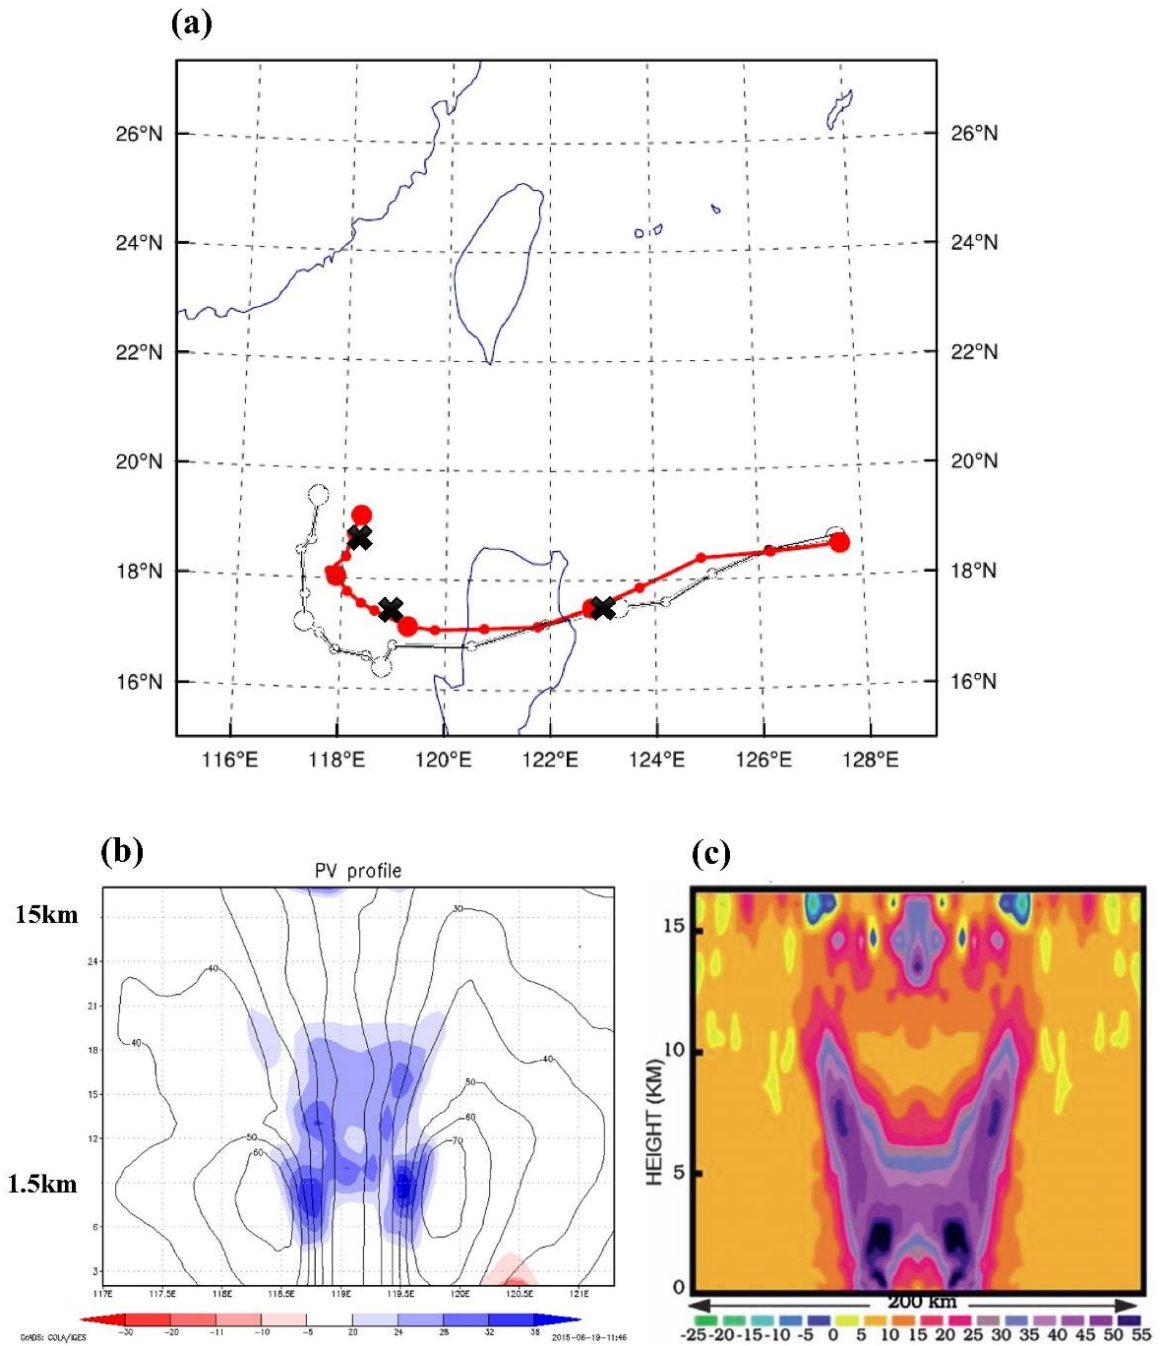 (a)
26°N 26°N
24°N 24°N
22°N 22°N
20°N 20°N
18°N 18°N
16°N 16°N
116°E 118°E 120°E 122°E 124°E 126°E 128°E
(b)
PV profile
15km
1.5km
24
21
18
15
12
6
3
30
40
40
40
50
60
70
50
60
117E 117.5E 118E 118.5E 119E 119.5E 120E 120.5E 121E
-30 -20 -11 -10 -5 20 24 28 32 38
GrADS: COLA/IGES 2015-06-19-11:46
(c)
HEIGHT (KM)
15
10
5
0
200 km
-25 -20 -15 -10 -5 0 5 10 15 20 25 30 35 40 45 50 55